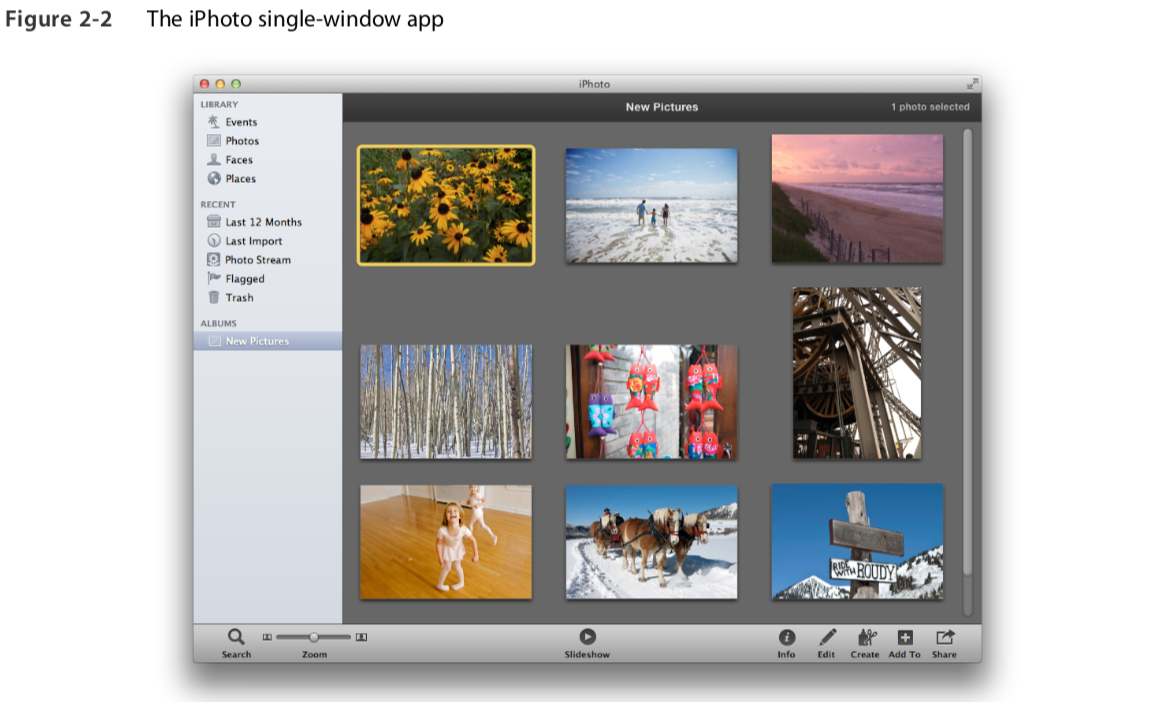 Figure 2-2 The iPhoto single-window app
iPhoto
LIBRARY
Events
Photos
Faces
Places
RECENT
Last 12 Months
Last Import
Photo Stream
Flagged
Trash
ALBUMS
New Pictures
New Pictures
1 photo selected
RIDE WITH ROUDY
Search
Zoom
Slideshow
Info
Edit
Create
Add To
Share